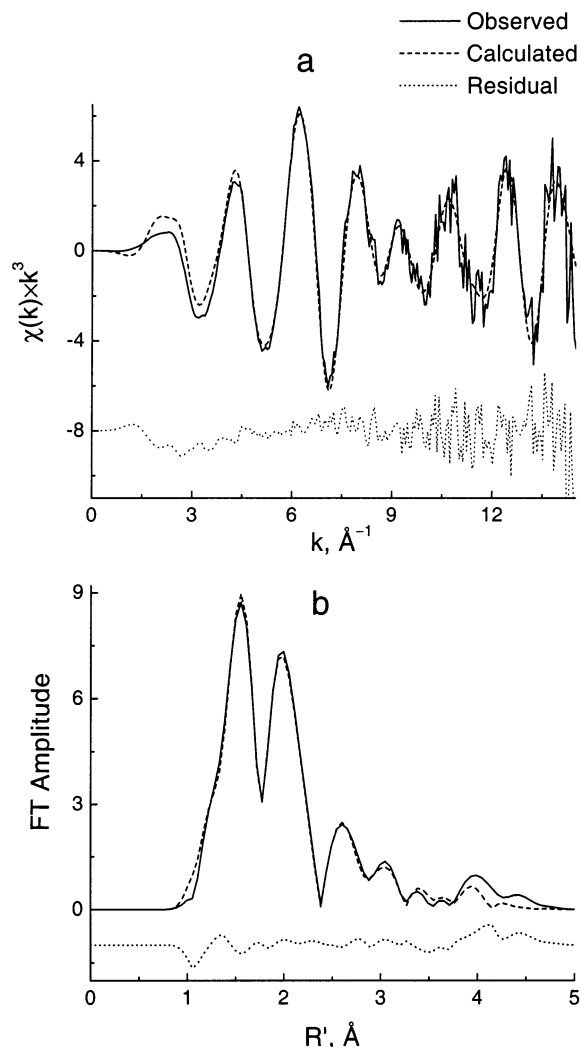 Observed
Calculated
Residual
a
4
0
-4
-8
χ(k)×k³
0 3 6 9 12
k, Å⁻¹
b
9
6
3
0
FT Amplitude
0 1 2 3 4 5
R', Å